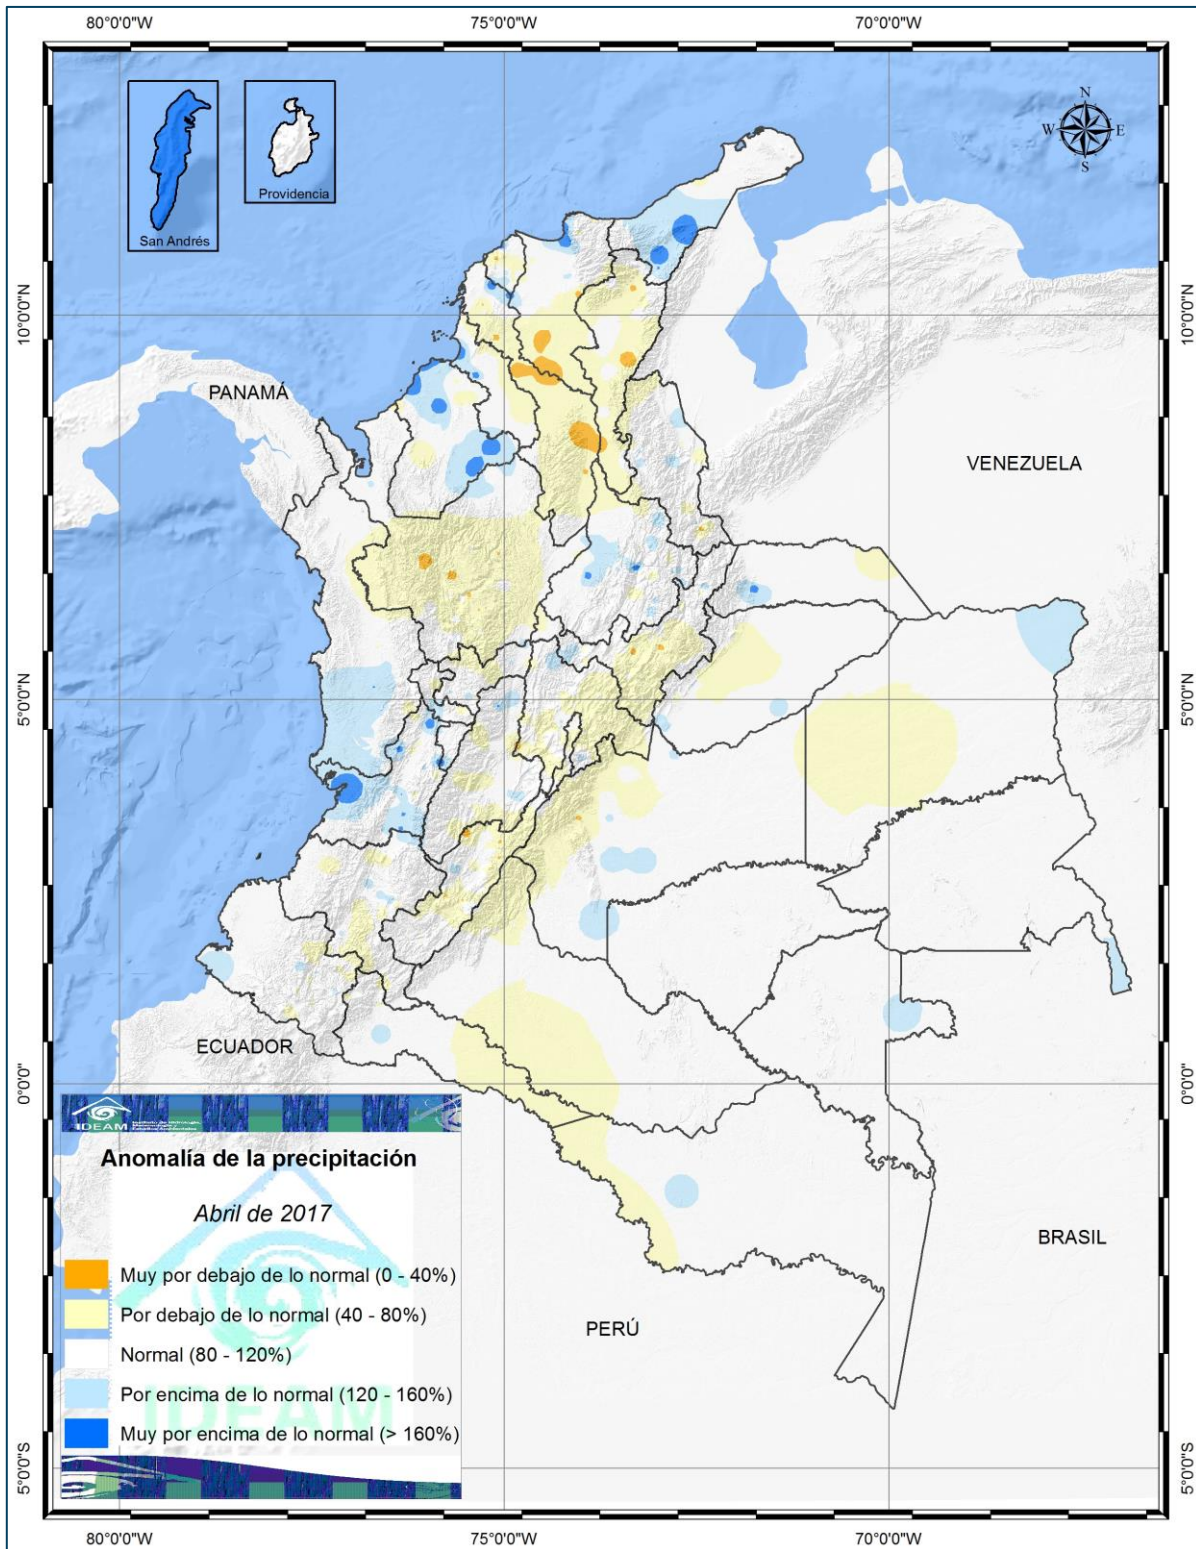 80°0'0"W
75°0'0"W
70°0'0"W
N
W
E
S
San Andrés
Providencia
10°0'0"N
10°0'0"N
PANAMÁ
VENEZUELA
5°0'0"N
5°0'0"N
ECUADOR
0°0'0"
0°0'0"
IDEAM
Anomalía de la precipitación
Abril de 2017
Muy por debajo de lo normal (0 - 40%)
Por debajo de lo normal (40 - 80%)
Normal (80 - 120%)
Por encima de lo normal (120 - 160%)
Muy por encima de lo normal (> 160%)
IDEAM
BRASIL
PERÚ
5°0'0"S
5°0'0"S
80°0'0"W
75°0'0"W
70°0'0"W